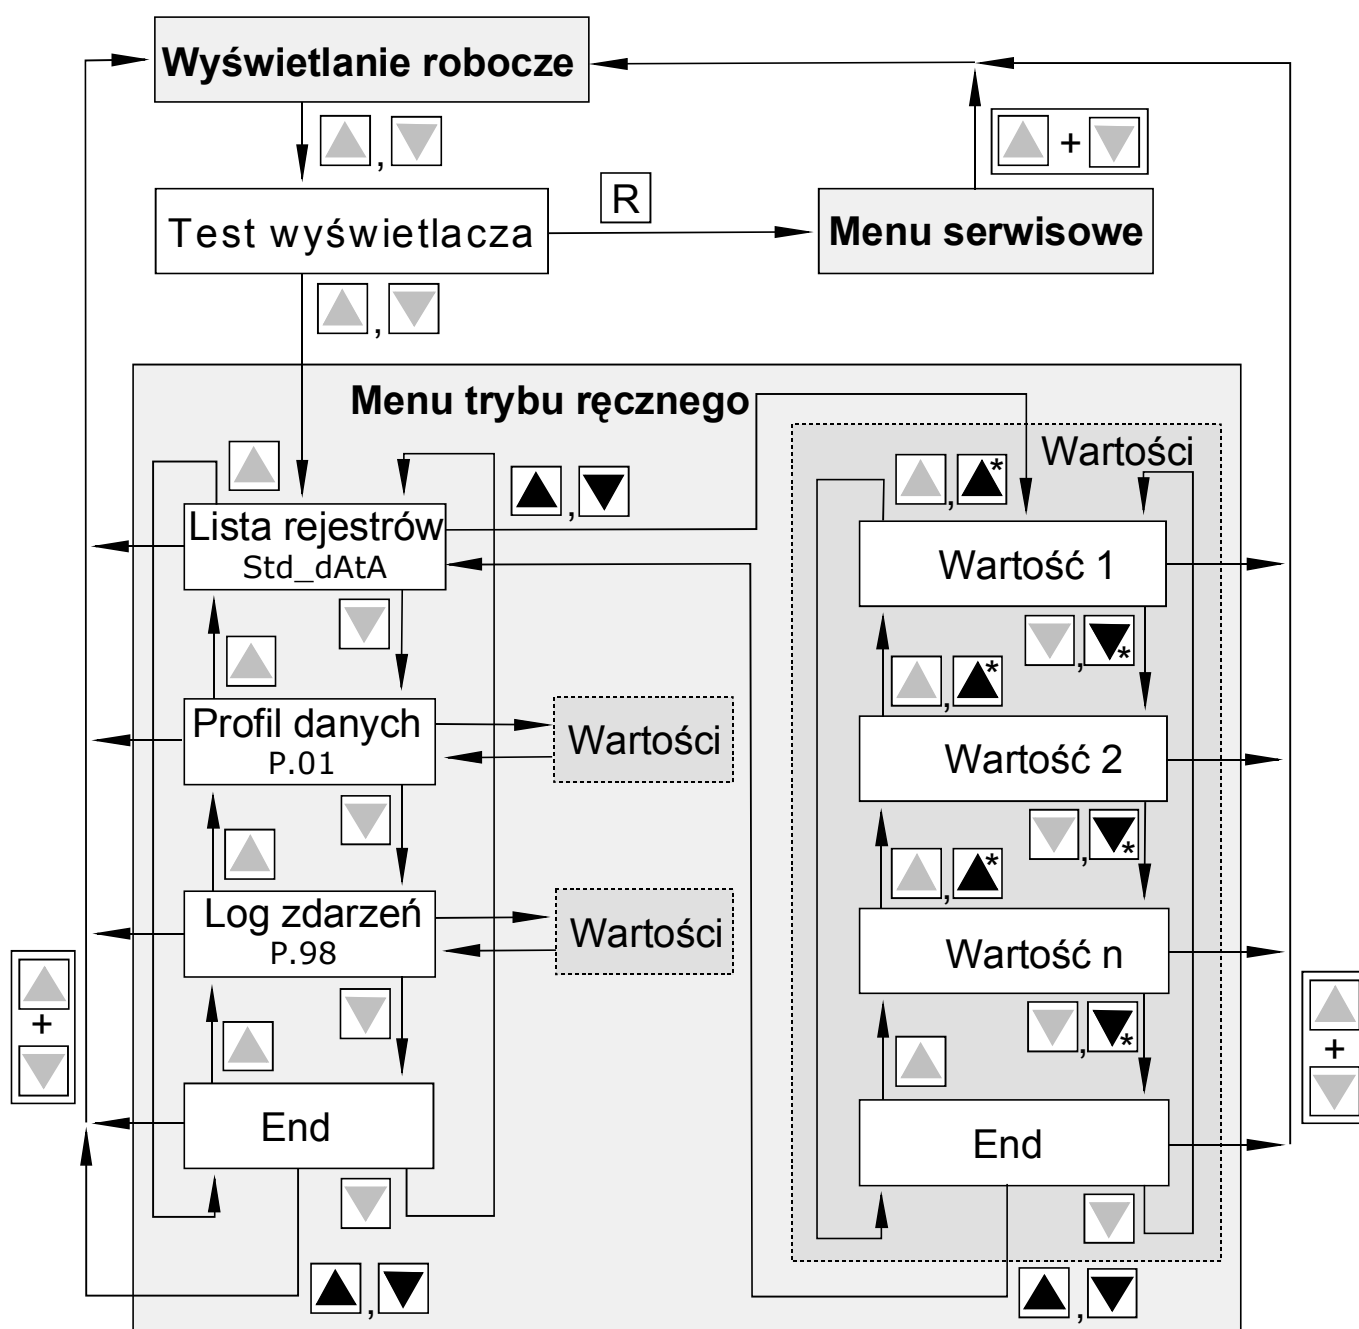 Wyświetlanie robocze
,
+
R
Test wyświetlacza
Menu serwisowe
,
Menu trybu ręcznego
Wartości
, *
,
Lista rejestrów
Std_dAtA
Wartość 1
, *
, *
Profil danych
P.01
Wartości
Wartość 2
, *
, *
Log zdarzeń
P.98
Wartości
Wartość n
+
, *
+
End
End
,
,